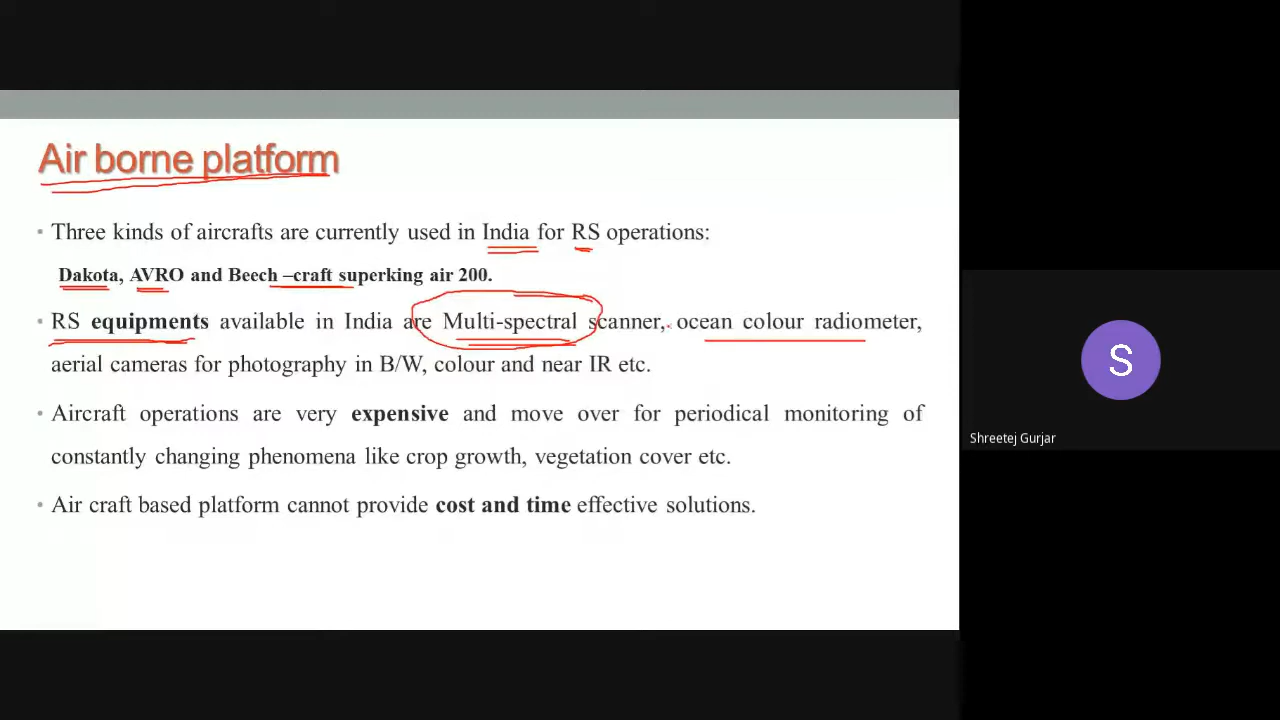 Air borne platform
• Three kinds of aircrafts are currently used in India for RS operations:
Dakota, AVRO and Beech –craft superking air 200.
• RS equipments available in India are Multi-spectral scanner, ocean colour radiometer,
aerial cameras for photography in B/W, colour and near IR etc.
• Aircraft operations are very expensive and move over for periodical monitoring of
constantly changing phenomena like crop growth, vegetation cover etc.
• Air craft based platform cannot provide cost and time effective solutions.
S
Shreetej Gurjar